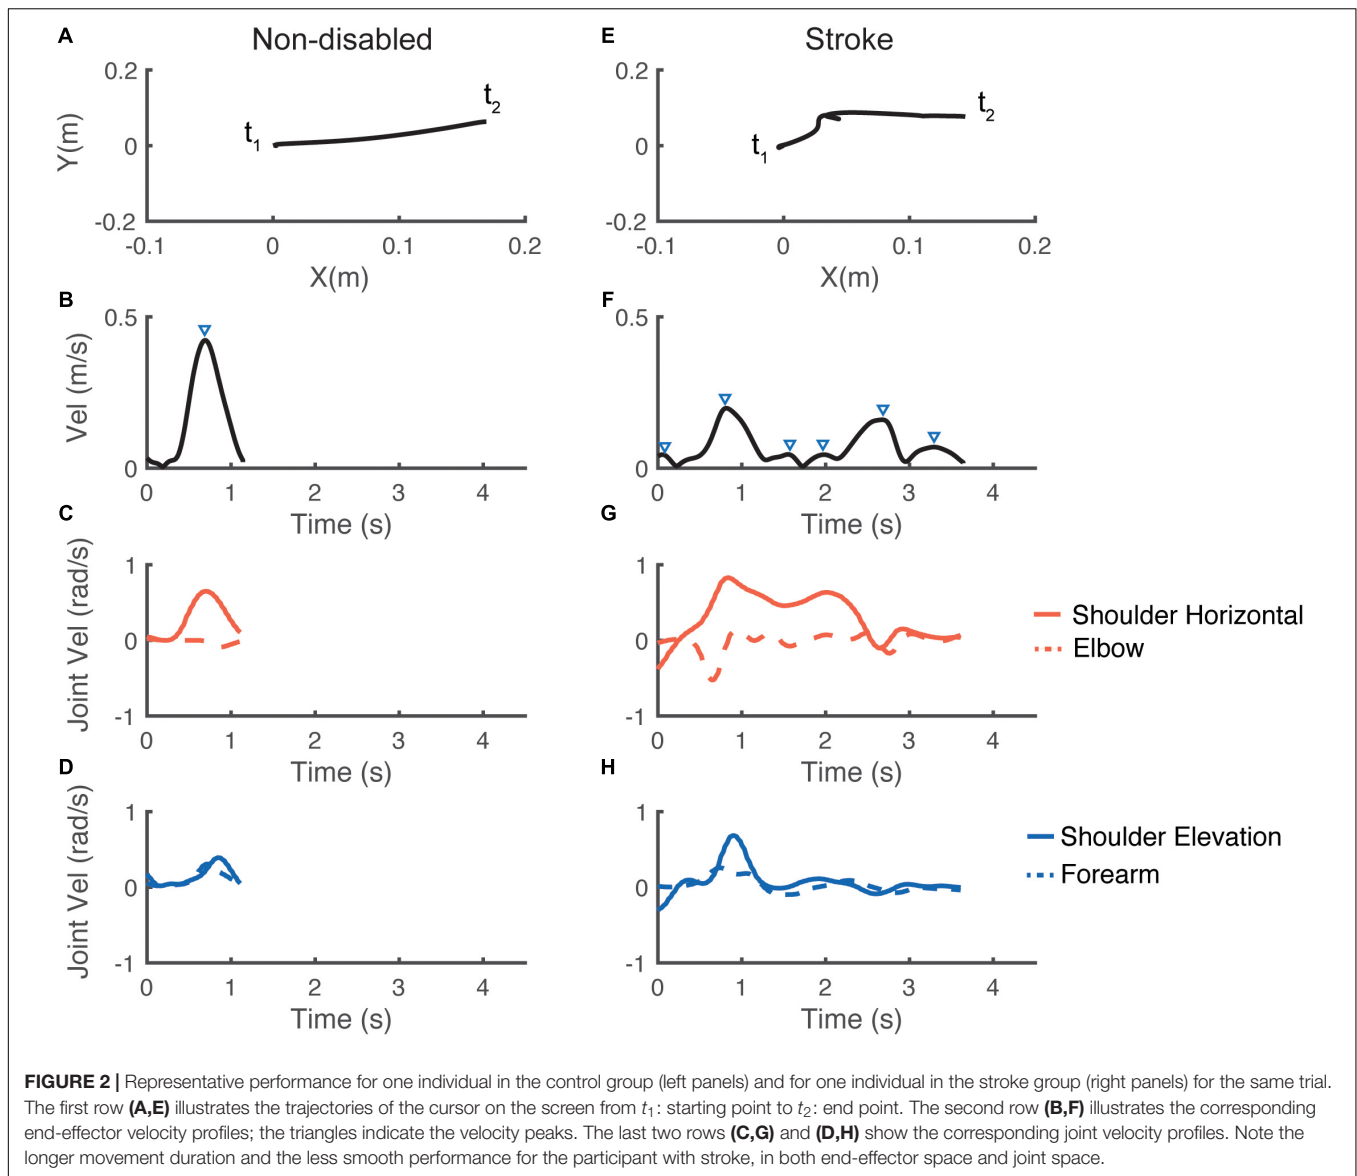 A Non-disabled E Stroke
0.2 0.2
t2 t2
t1 t1
Y(m) 0 0
-0.2 -0.2
-0.1 0 0.1 0.2 -0.1 0 0.1 0.2
X(m) X(m)
B F
0.5 0.5
Vel (m/s)
0 0
0 1 2 3 4 0 1 2 3 4
Time (s) Time (s)
C G
1 1
Joint Vel (rad/s) 0 0 Shoulder Horizontal
Elbow
-1 -1
0 1 2 3 4 0 1 2 3 4
Time (s) Time (s)
D H
1 1
Joint Vel (rad/s) 0 0 Shoulder Elevation
Forearm
-1 -1
0 1 2 3 4 0 1 2 3 4
Time (s) Time (s)
FIGURE 2 | Representative performance for one individual in the control group (left panels) and for one individual in the stroke group (right panels) for the same trial.
The first row (A,E) illustrates the trajectories of the cursor on the screen from t1: starting point to t2: end point. The second row (B,F) illustrates the corresponding
end-effector velocity profiles; the triangles indicate the velocity peaks. The last two rows (C,G) and (D,H) show the corresponding joint velocity profiles. Note the
longer movement duration and the less smooth performance for the participant with stroke, in both end-effector space and joint space.